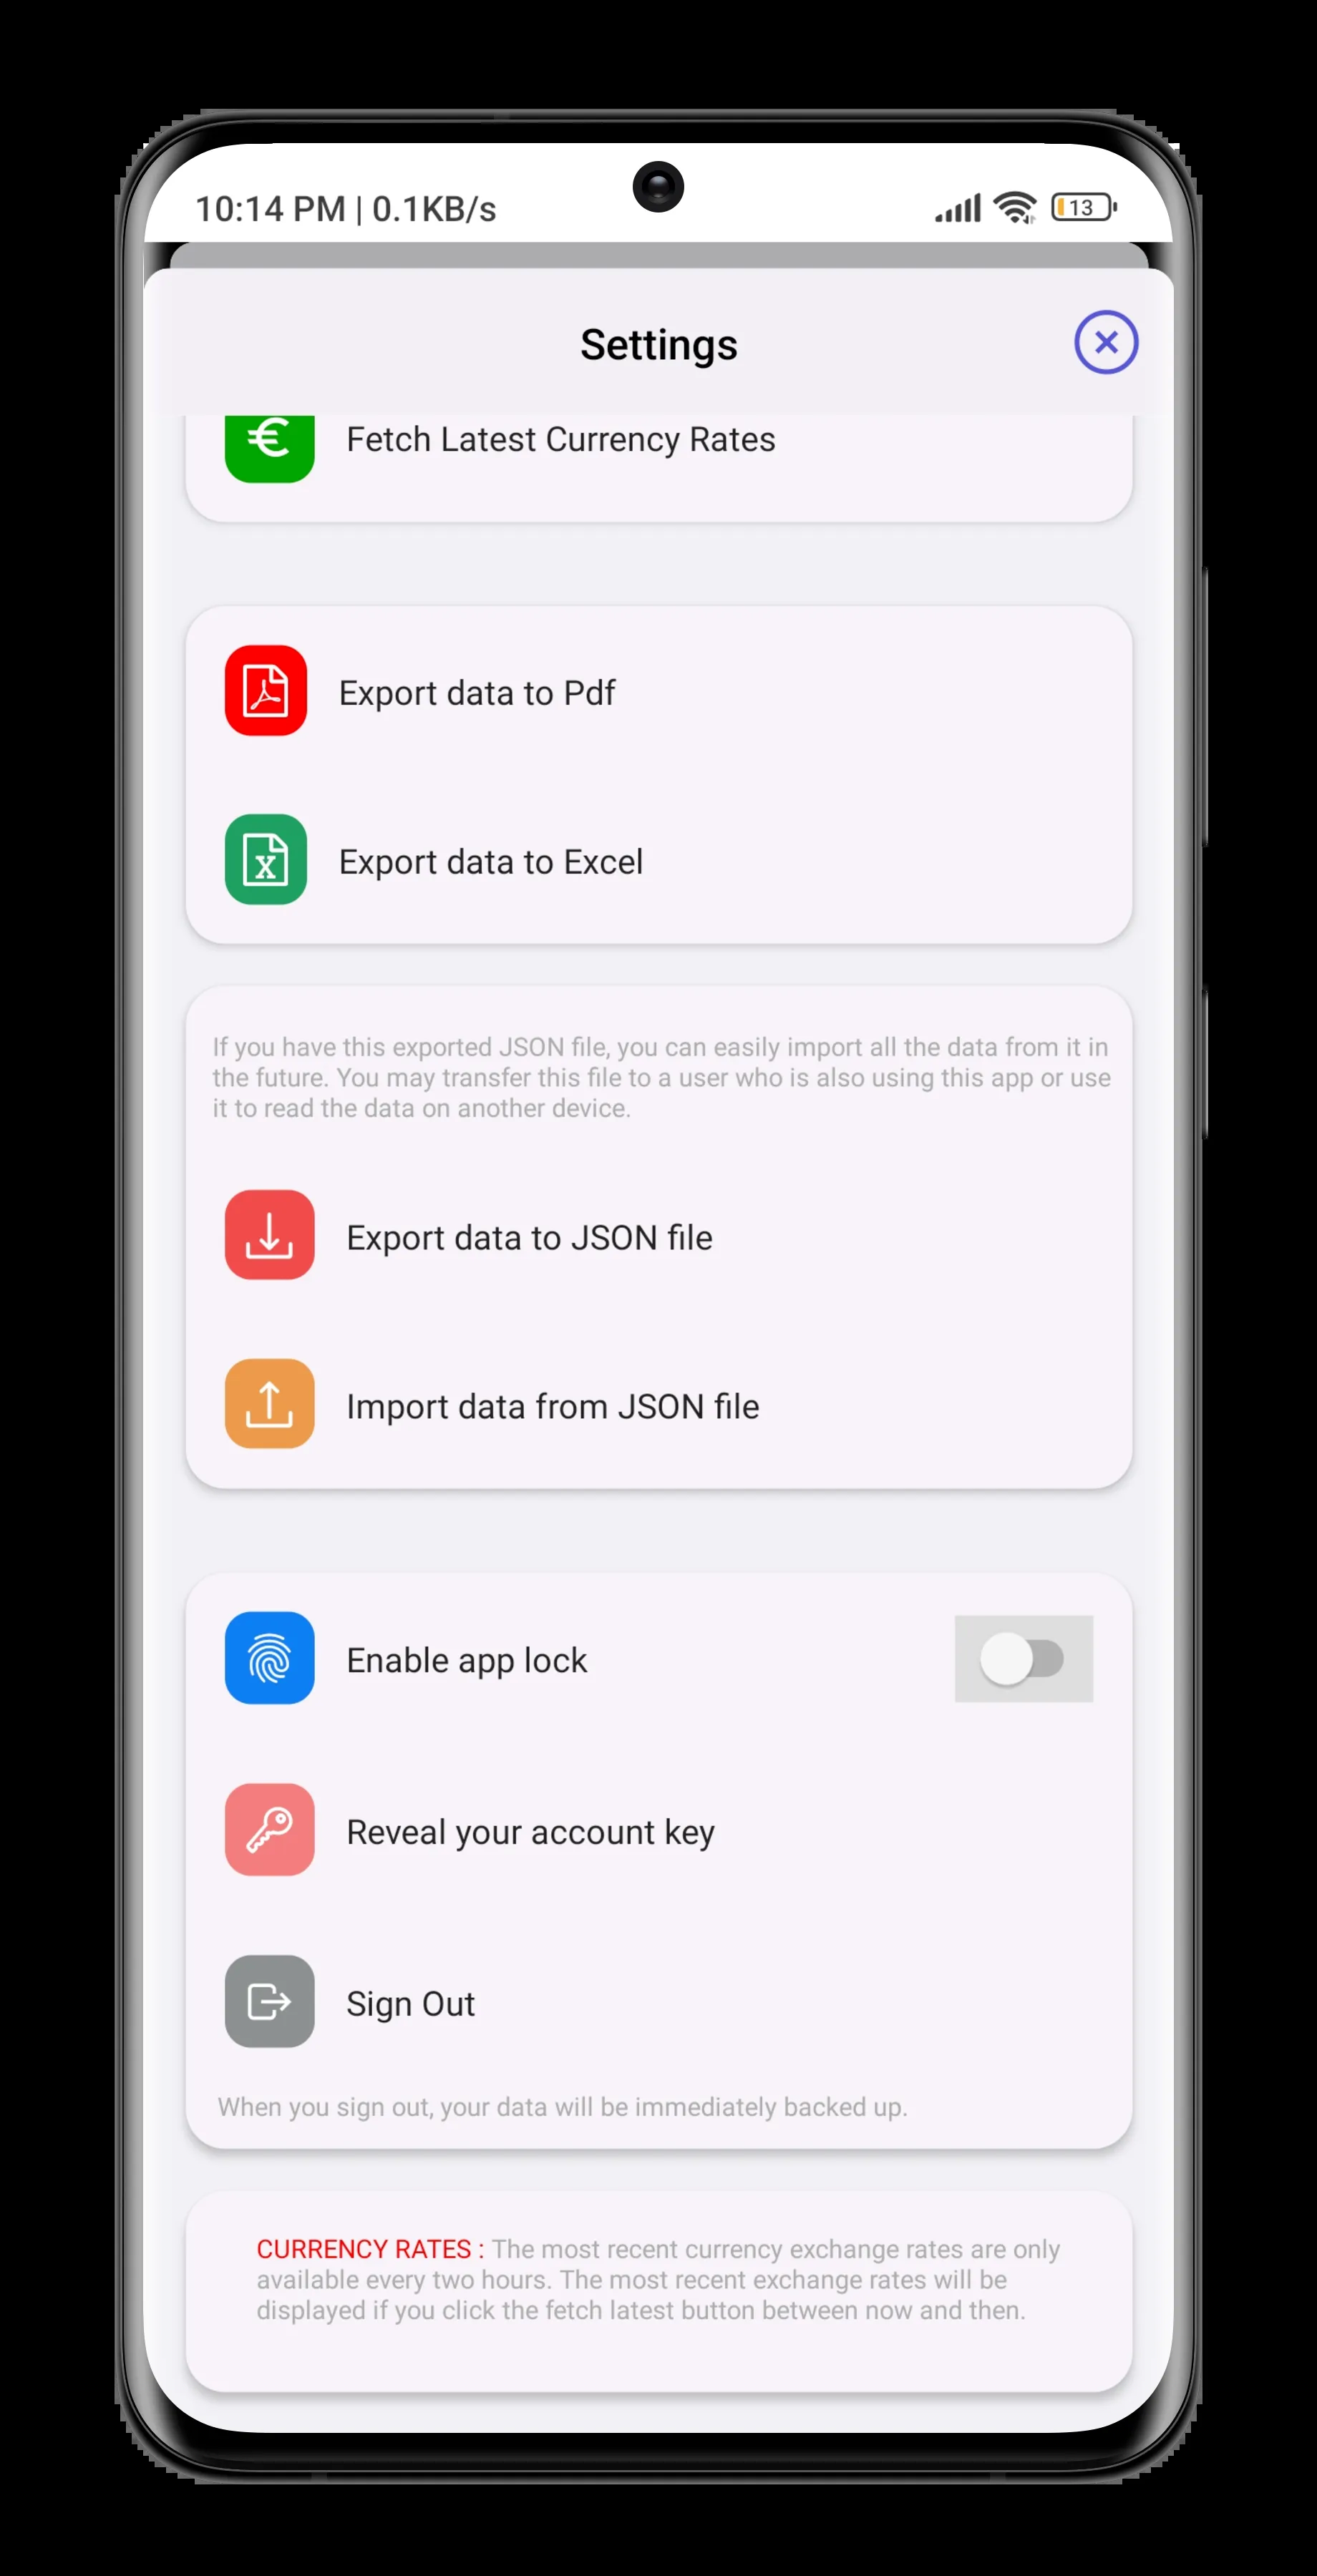 10:14 PM | 0.1KB/s
13
Settings
€ Fetch Latest Currency Rates
Export data to Pdf
X Export data to Excel
If you have this exported JSON file, you can easily import all the data from it in
the future. You may transfer this file to a user who is also using this app or use
it to read the data on another device.
Export data to JSON file
Import data from JSON file
Enable app lock
Reveal your account key
Sign Out
When you sign out, your data will be immediately backed up.
CURRENCY RATES : The most recent currency exchange rates are only
available every two hours. The most recent exchange rates will be
displayed if you click the fetch latest button between now and then.